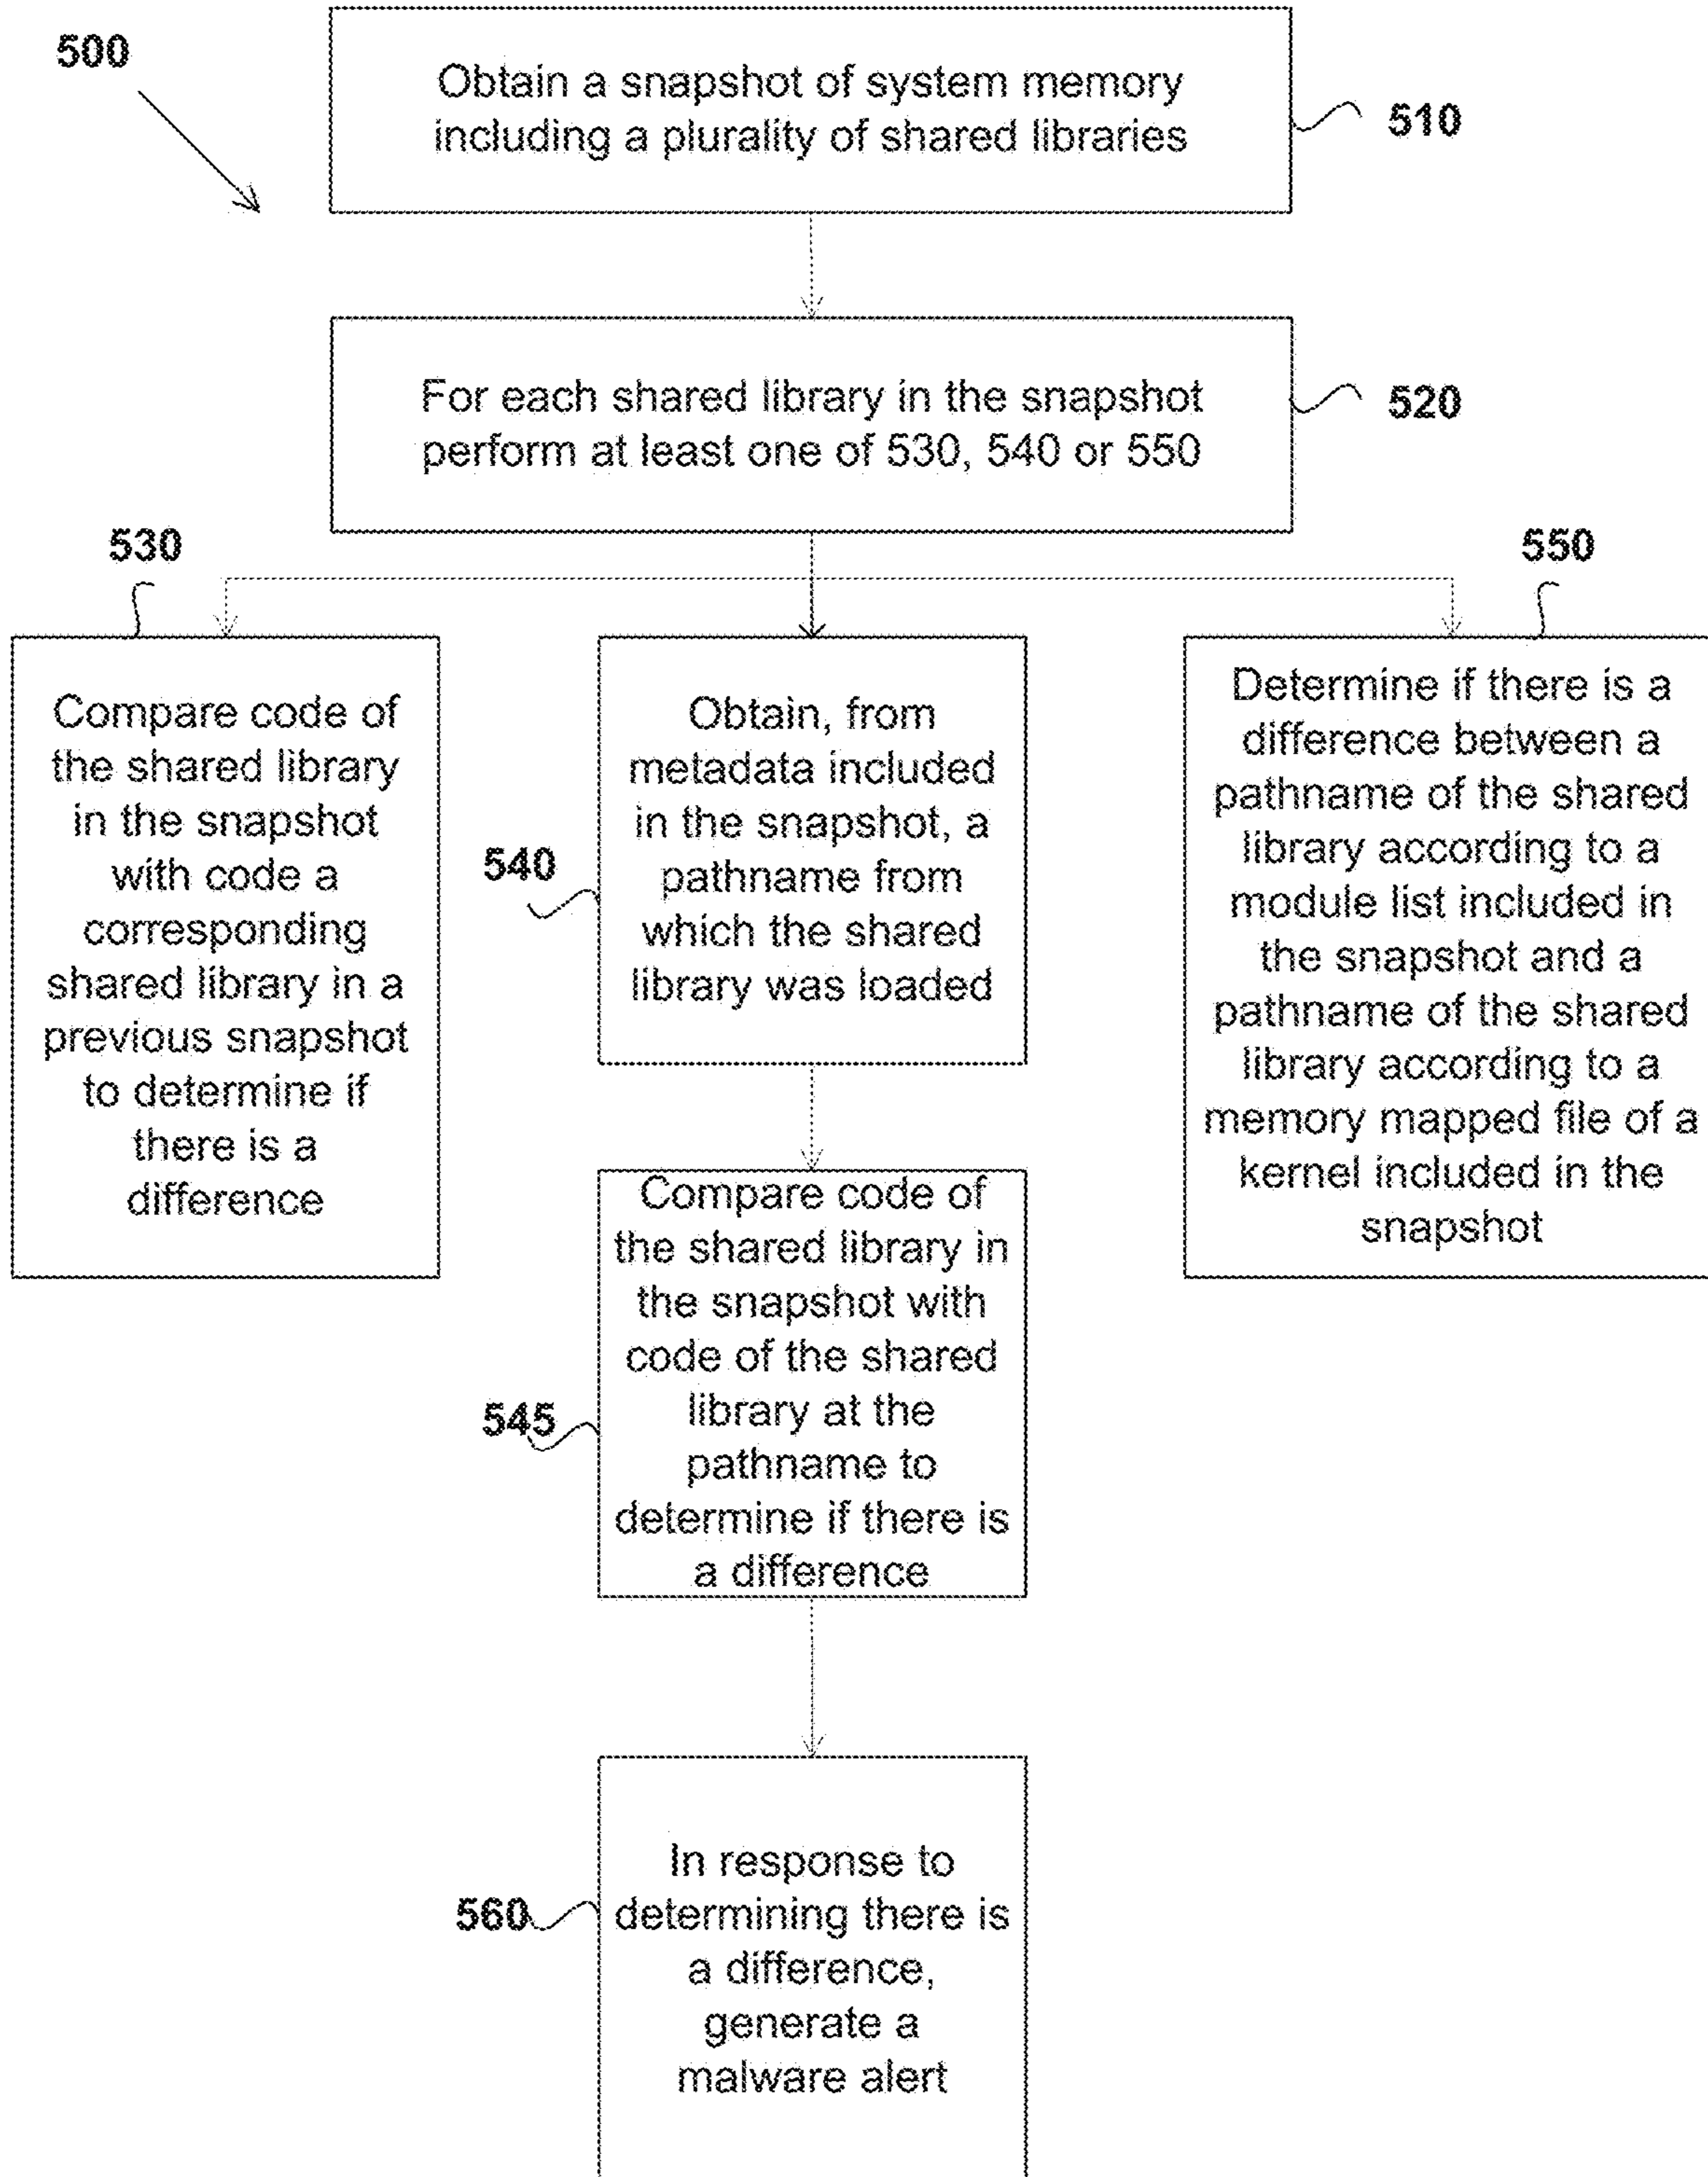 500
Obtain a snapshot of system memory
including a plurality of shared libraries
510
For each shared library in the snapshot
perform at least one of 530, 540 or 550
520
530
Compare code of
the shared library
in the snapshot
with code a
corresponding
shared library in a
previous snapshot
to determine if
there is a
difference
540
Obtain, from
metadata included
in the snapshot, a
pathname from
which the shared
library was loaded
545
Compare code of
the shared library in
the snapshot with
code of the shared
library at the
pathname to
determine if there is
a difference
550
Determine if there is a
difference between a
pathname of the shared
library according to a
module list included in
the snapshot and a
pathname of the shared
library according to a
memory mapped file of a
kernel included in the
snapshot
560
In response to
determining there is
a difference,
generate a
malware alert